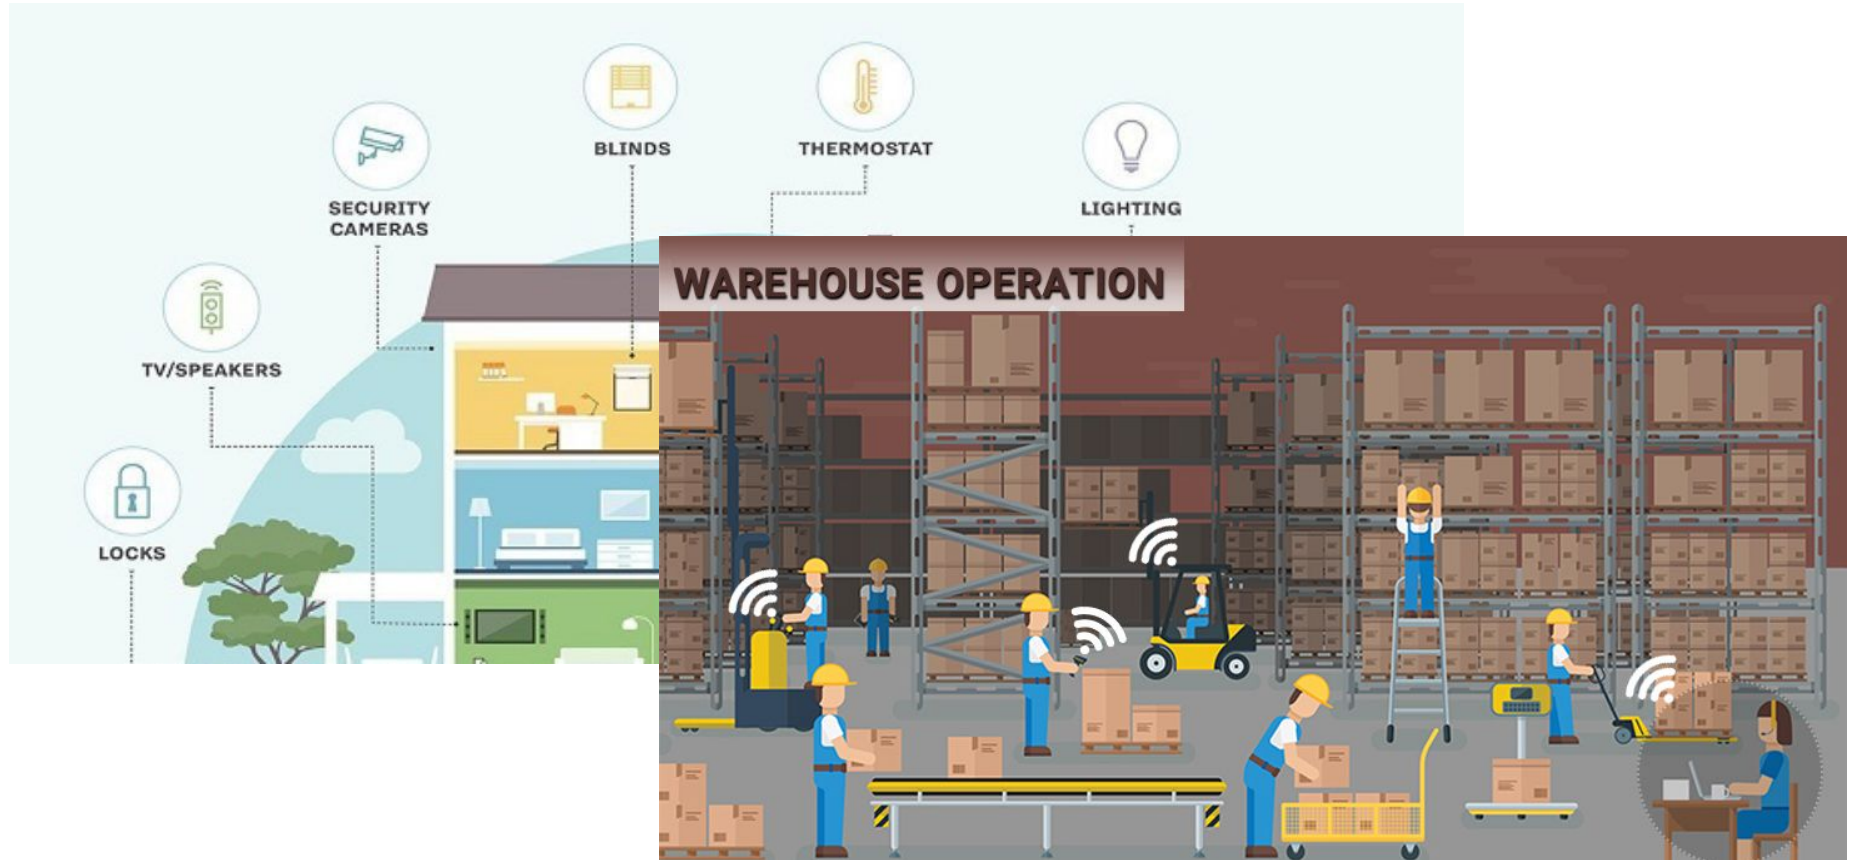 BLINDS
THERMOSTAT
SECURITY
CAMERAS
LIGHTING
WAREHOUSE OPERATION
TV/SPEAKERS
LOCKS